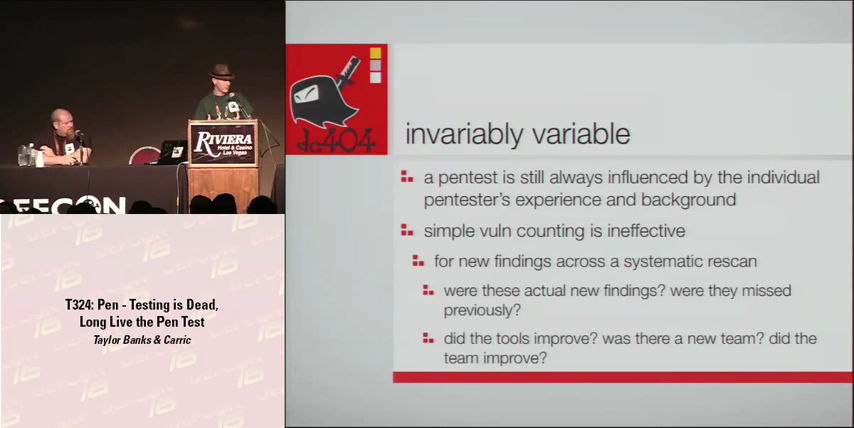 RIVIERA
Hotel & Casino
Las Vegas
DEFCON
T324: Pen - Testing is Dead,
Long Live the Pen Test
Taylor Banks & Carric
dc404
invariably variable
a pentest is still always influenced by the individual
pentester's experience and background
simple vuln counting is ineffective
for new findings across a systematic rescan
were these actual new findings? were they missed
previously?
did the tools improve? was there a new team? did the
team improve?